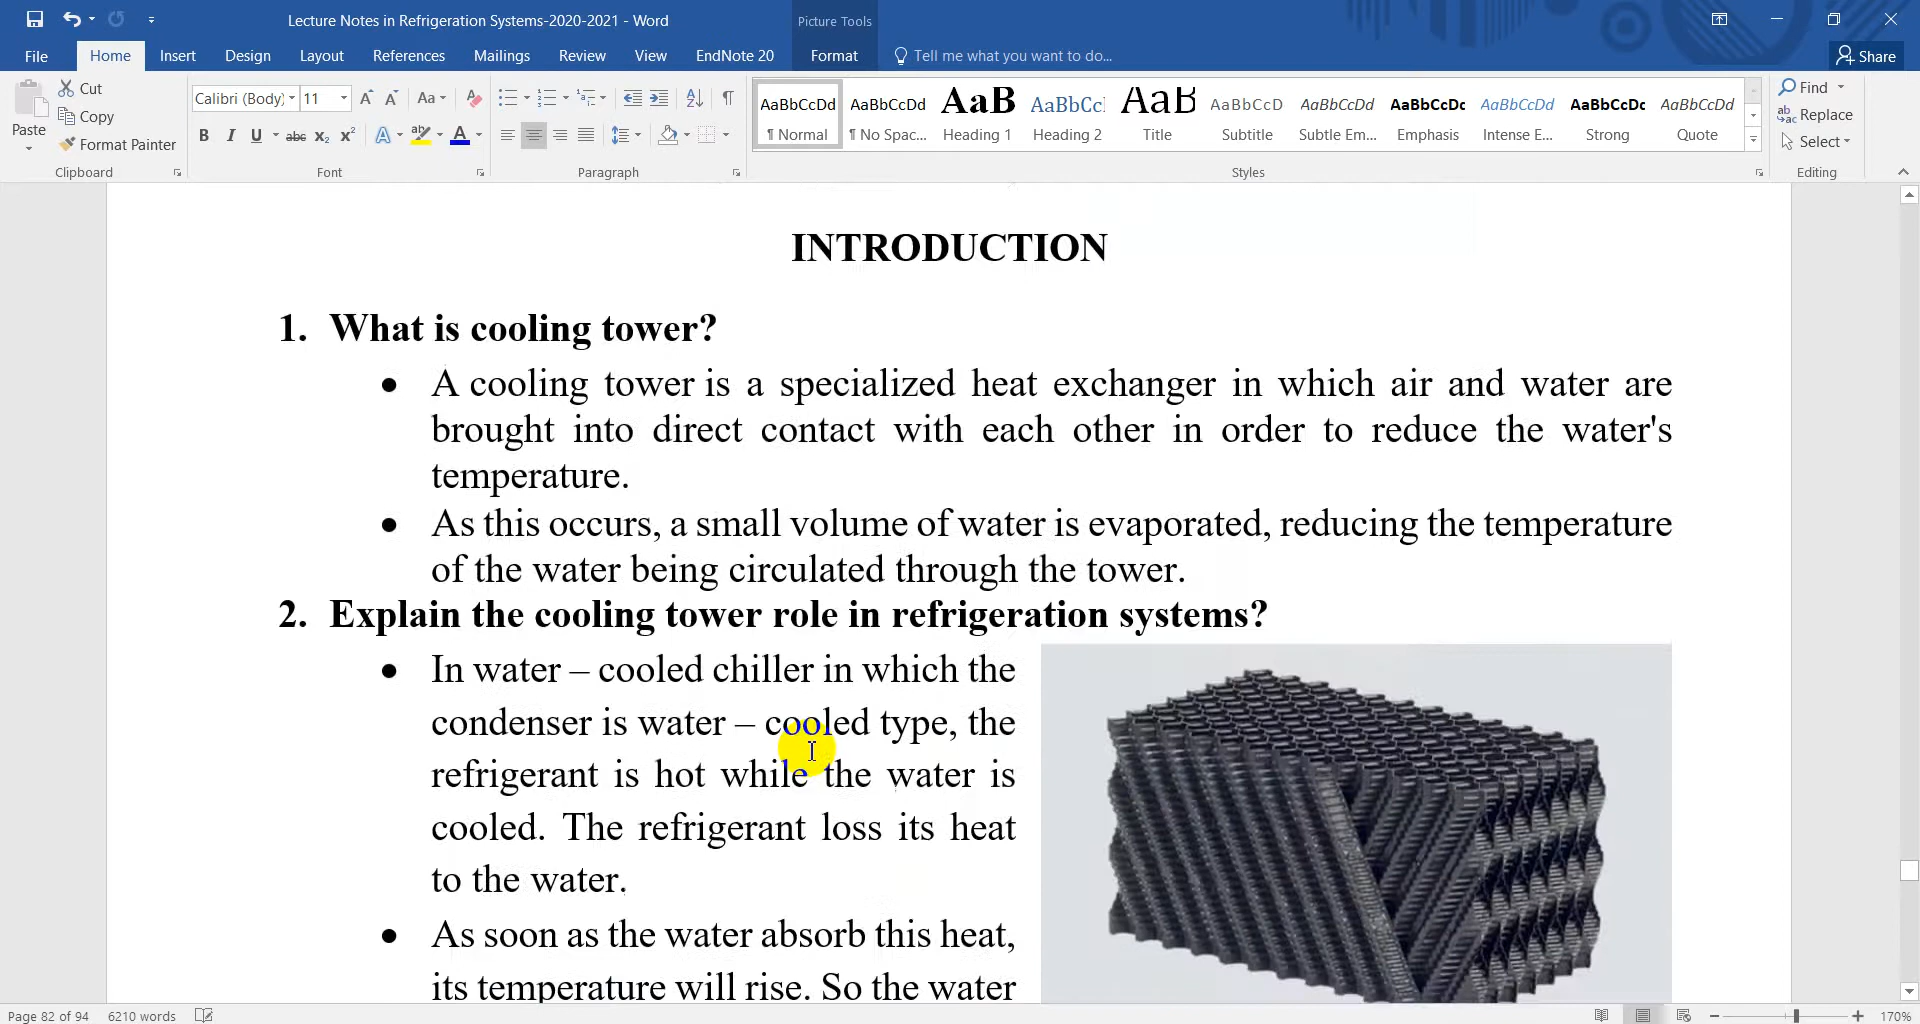 Lecture Notes in Refrigeration Systems-2020-2021 - Word
Picture Tools
File
Home
Insert
Design
Layout
References
Mailings
Review
View
EndNote 20
Format
Tell me what you want to do...
Share
Paste
Cut
Copy
Format Painter
Clipboard
Calibri (Body)
11
Font
Paragraph
AaBbCcDd
¶ Normal
AaBbCcDd
¶ No Spac...
AaB
Heading 1
AaBbCc
Heading 2
AaB
Title
AaBbCcD
Subtitle
AaBbCcDd
Subtle Em...
AaBbCcDc
Emphasis
AaBbCcDd
Intense E...
AaBbCcDc
Strong
AaBbCcDd
Quote
Styles
Find
Replace
Select
Editing
INTRODUCTION
1. What is cooling tower?
● A cooling tower is a specialized heat exchanger in which air and water are
brought into direct contact with each other in order to reduce the water's
temperature.
● As this occurs, a small volume of water is evaporated, reducing the temperature
of the water being circulated through the tower.
2. Explain the cooling tower role in refrigeration systems?
● In water – cooled chiller in which the
condenser is water – cooled type, the
refrigerant is hot while the water is
cooled. The refrigerant loss its heat
to the water.
● As soon as the water absorb this heat,
its temperature will rise. So the water
Page 82 of 94
6210 words
170%